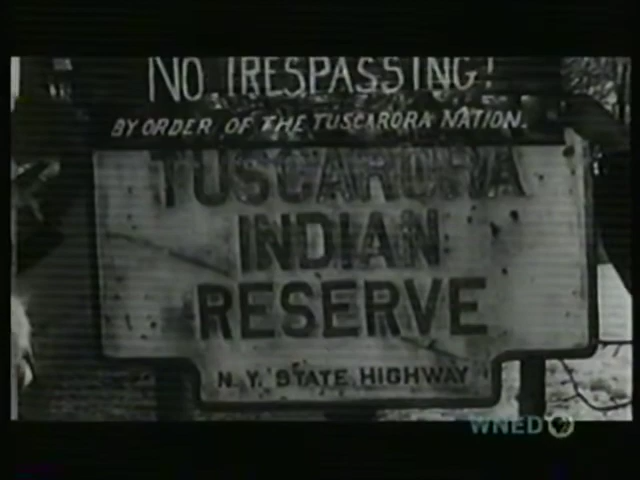 NO TRESPASSING!
BY ORDER OF THE TUSCARORA NATION.
TUSCARORA
INDIAN
RESERVE
N.Y. STATE HIGHWAY
WNED